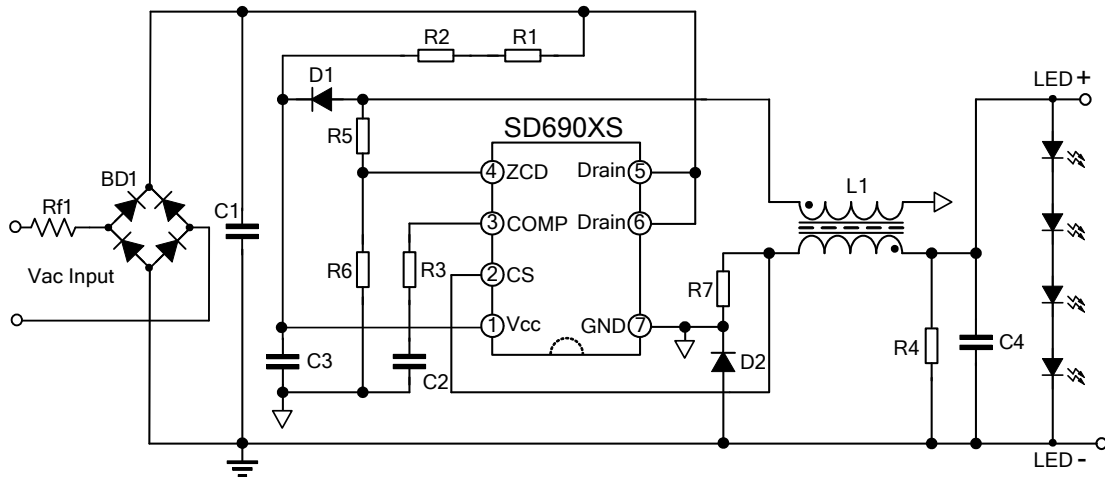 R2
R1
D1
LED +
R5
SD690XS
4
ZCD
Drain
5
BD1
L1
Rf1
C1
3
COMP
Drain
6
Vac Input
R6
R3
2
CS
R7
1
Vcc
GND
7
C3
C2
D2
R4
C4
LED -